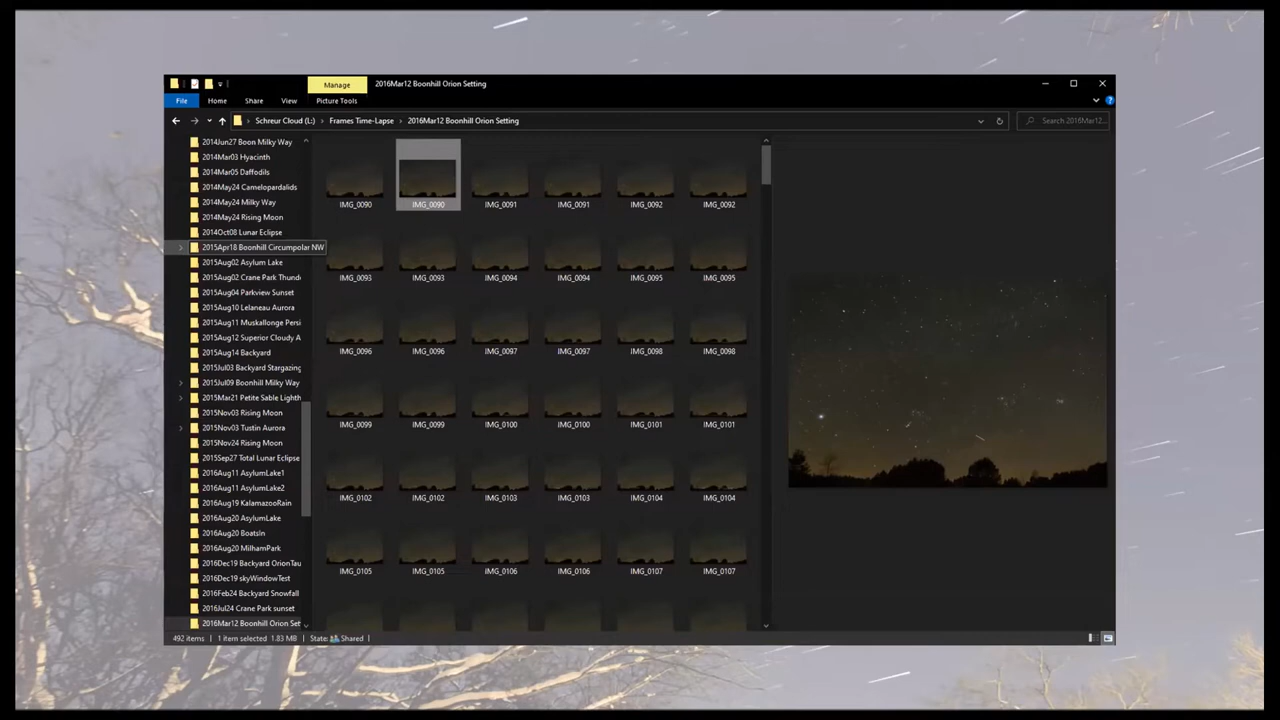 Manage
2016Mar12 Boonhill Orion Setting
File
Home
Share
View
Picture Tools
Schreur Cloud (L:)
Frames Time-Lapse
2016Mar12 Boonhill Orion Setting
Search 2016Mar12...
2014Jun27 Boon Milky Way
2014Mar03 Hyacinth
2014Mar05 Daffodils
2014May24 Camelopardalids
2014May24 Milky Way
2014May24 Rising Moon
2014Oct08 Lunar Eclipse
2015Apr18 Boonhill Circumpolar NW
2015Aug02 Asylum Lake
2015Aug02 Crane Park Thund
2015Aug04 Parkview Sunset
2015Aug10 Lelaneau Aurora
2015Aug11 Muskallonge Persi
2015Aug12 Superior Cloudy A
2015Aug14 Backyard
2015Jul03 Backyard Stargazing
2015Jul09 Boonhill Milky Way
2015Mar21 Petite Sable Lighth
2015Nov03 Rising Moon
2015Nov03 Tustin Aurora
2015Nov24 Rising Moon
2015Sep27 Total Lunar Eclipse
2016Aug11 AsylumLake1
2016Aug11 AsylumLake2
2016Aug19 KalamazooRain
2016Aug20 AsylumLake
2016Aug20 BoatsIn
2016Aug20 MilhamPark
2016Dec19 Backyard OrionTau
2016Dec19 skyWindowTest
2016Feb24 Backyard Snowfall
2016Jul24 Crane Park sunset
2016Mar12 Boonhill Orion Set
IMG_0090 IMG_0090 IMG_0091 IMG_0091 IMG_0092 IMG_0092
IMG_0093 IMG_0093 IMG_0094 IMG_0094 IMG_0095 IMG_0095
IMG_0096 IMG_0096 IMG_0097 IMG_0097 IMG_0098 IMG_0098
IMG_0099 IMG_0099 IMG_0100 IMG_0100 IMG_0101 IMG_0101
IMG_0102 IMG_0102 IMG_0103 IMG_0103 IMG_0104 IMG_0104
IMG_0105 IMG_0105 IMG_0106 IMG_0106 IMG_0107 IMG_0107
492 items
1 item selected 1.83 MB
State: Shared